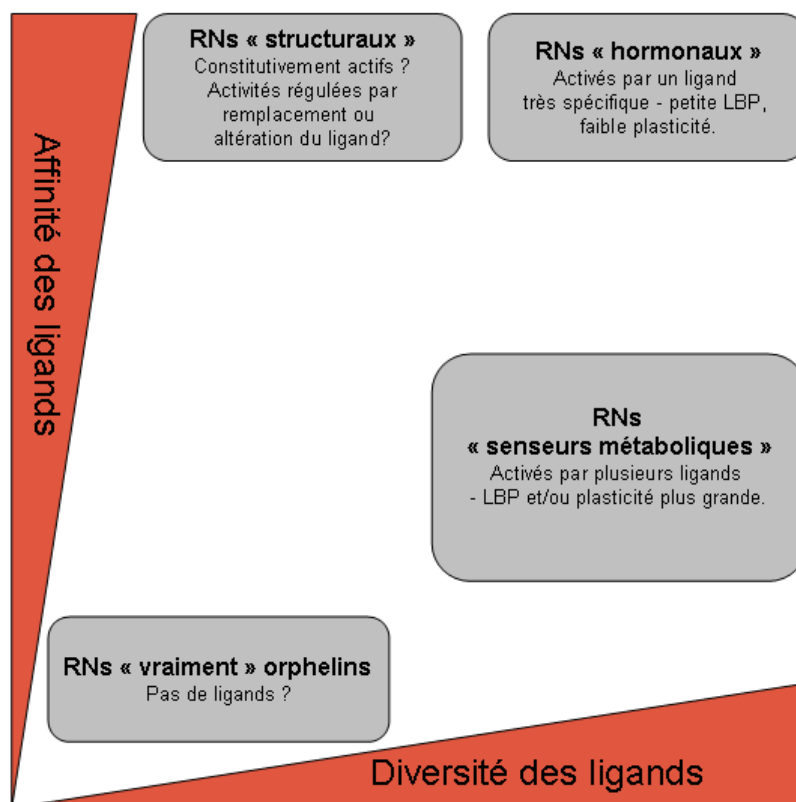 Affinité des ligands
RNs « structuraux »
Constitutivement actifs ?
Activités régulées par
remplacement ou
altération du ligand?
RNs « hormonaux »
Activés par un ligand
très spécifique - petite LBP,
faible plasticité.
RNs
« senseurs métaboliques »
Activés par plusieurs ligands
- LBP et/ou plasticité plus grande.
RNs « vraiment » orphelins
Pas de ligands ?
Diversité des ligands